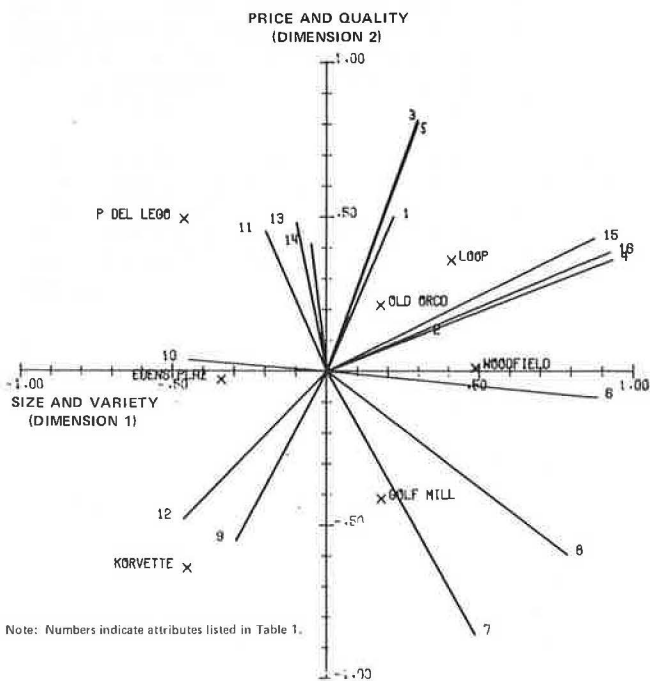 PRICE AND QUALITY
(DIMENSION 2)
1.00
3
5
P DEL LEGO
.50
13
11
14
1
15
LOOP
16
4
OLD ORCO
2
10
WOODFIELD
EDENS PLAZ
-1.00
-.50
.50
1.00
6
SIZE AND VARIETY
(DIMENSION 1)
GOLF MILL
12
-.50
9
8
KORVETTE
7
Note: Numbers indicate attributes listed in Table 1.
-1.00